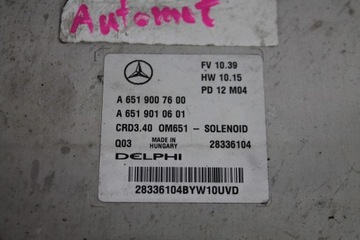 Automat
FV 10.39
HW 10.15
PD 12 M04
A 651 900 76 00
A 651 901 06 01
CRD3.40 OM651 - SOLENOID
Q03 MADE IN HUNGARY 28336104
DELPHI
28336104BYW10UVD